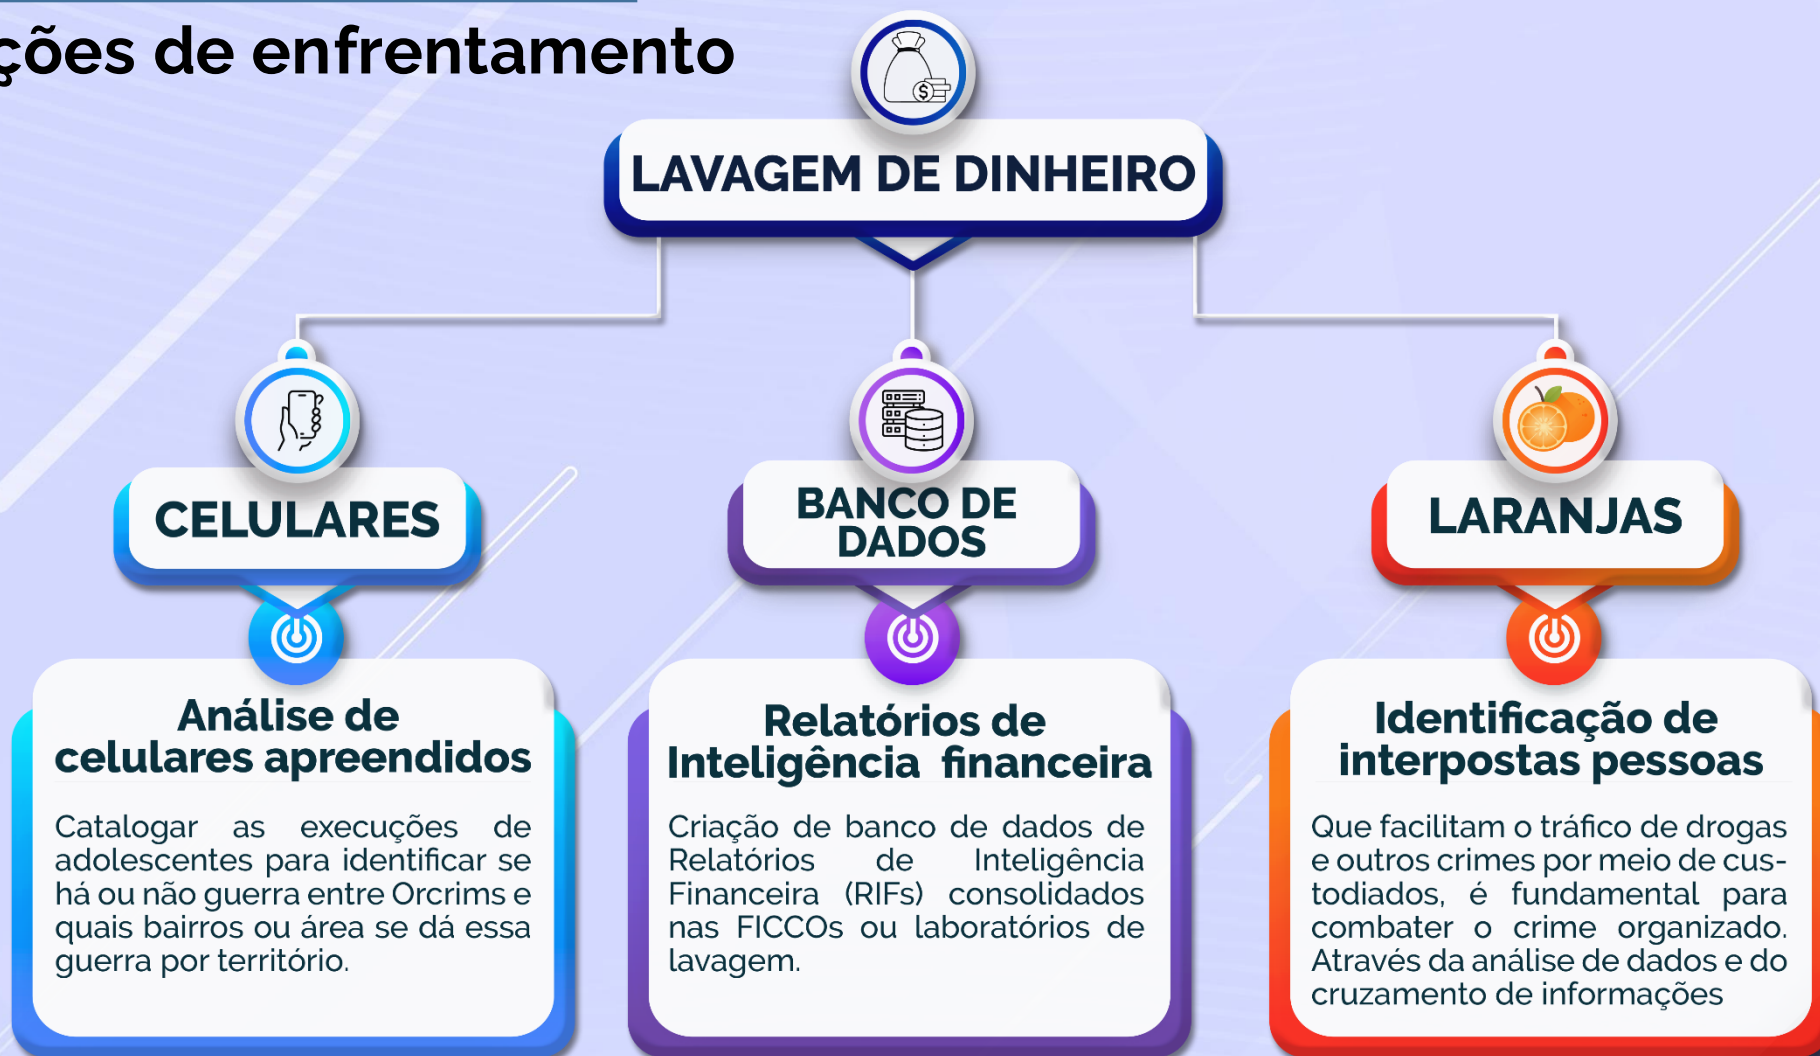 ções de enfrentamento
LAVAGEM DE DINHEIRO
CELULARES
Análise de
celulares apreendidos
Catalogar as execuções de
adolescentes para identificar se
há ou não guerra entre Orcrims e
quais bairros ou área se dá essa
guerra por território.
BANCO DE
DADOS
Relatórios de
Inteligência financeira
Criação de banco de dados de
Relatórios de Inteligência
Financeira (RIFs) consolidados
nas FICCOs ou laboratórios de
lavagem.
LARANJAS
Identificação de
interpostas pessoas
Que facilitam o tráfico de drogas
e outros crimes por meio de cus-
todiados, é fundamental para
combater o crime organizado.
Através da análise de dados e do
cruzamento de informações